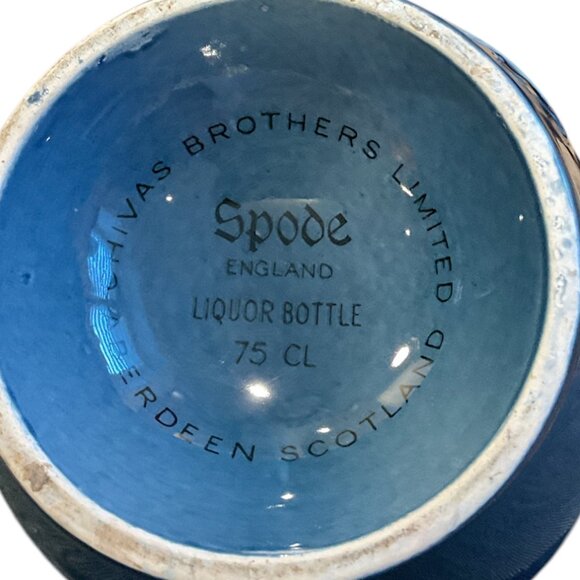 CHIVAS BROTHERS LIMITED
ABERDEEN SCOTLAND
Spode
ENGLAND
LIQUOR BOTTLE
75 CL